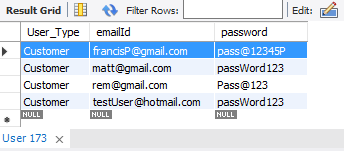 Result Grid Filter Rows: Edit:
User_Type emailId password
Customer francisP@gmail.com pass@12345P
Customer matt@gmail.com passWord123
Customer rem@gmail.com Pass@123
Customer testUser@hotmail.com passWord123
NULL NULL NULL
User 173 ×